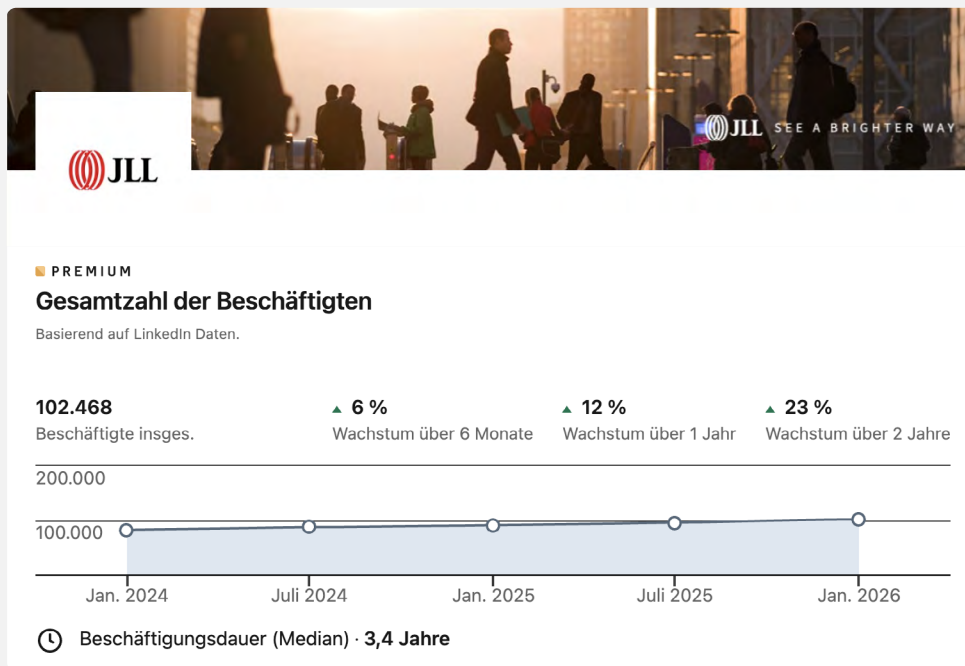 JLL SEE A BRIGHTER WAY
JLL
PREMIUM
Gesamtzahl der Beschäftigten
Basierend auf LinkedIn Daten.
102.468
Beschäftigte insges.
6 %
Wachstum über 6 Monate
12 %
Wachstum über 1 Jahr
23 %
Wachstum über 2 Jahre
200.000
100.000
Jan. 2024
Juli 2024
Jan. 2025
Juli 2025
Jan. 2026
Beschäftigungsdauer (Median) · 3,4 Jahre